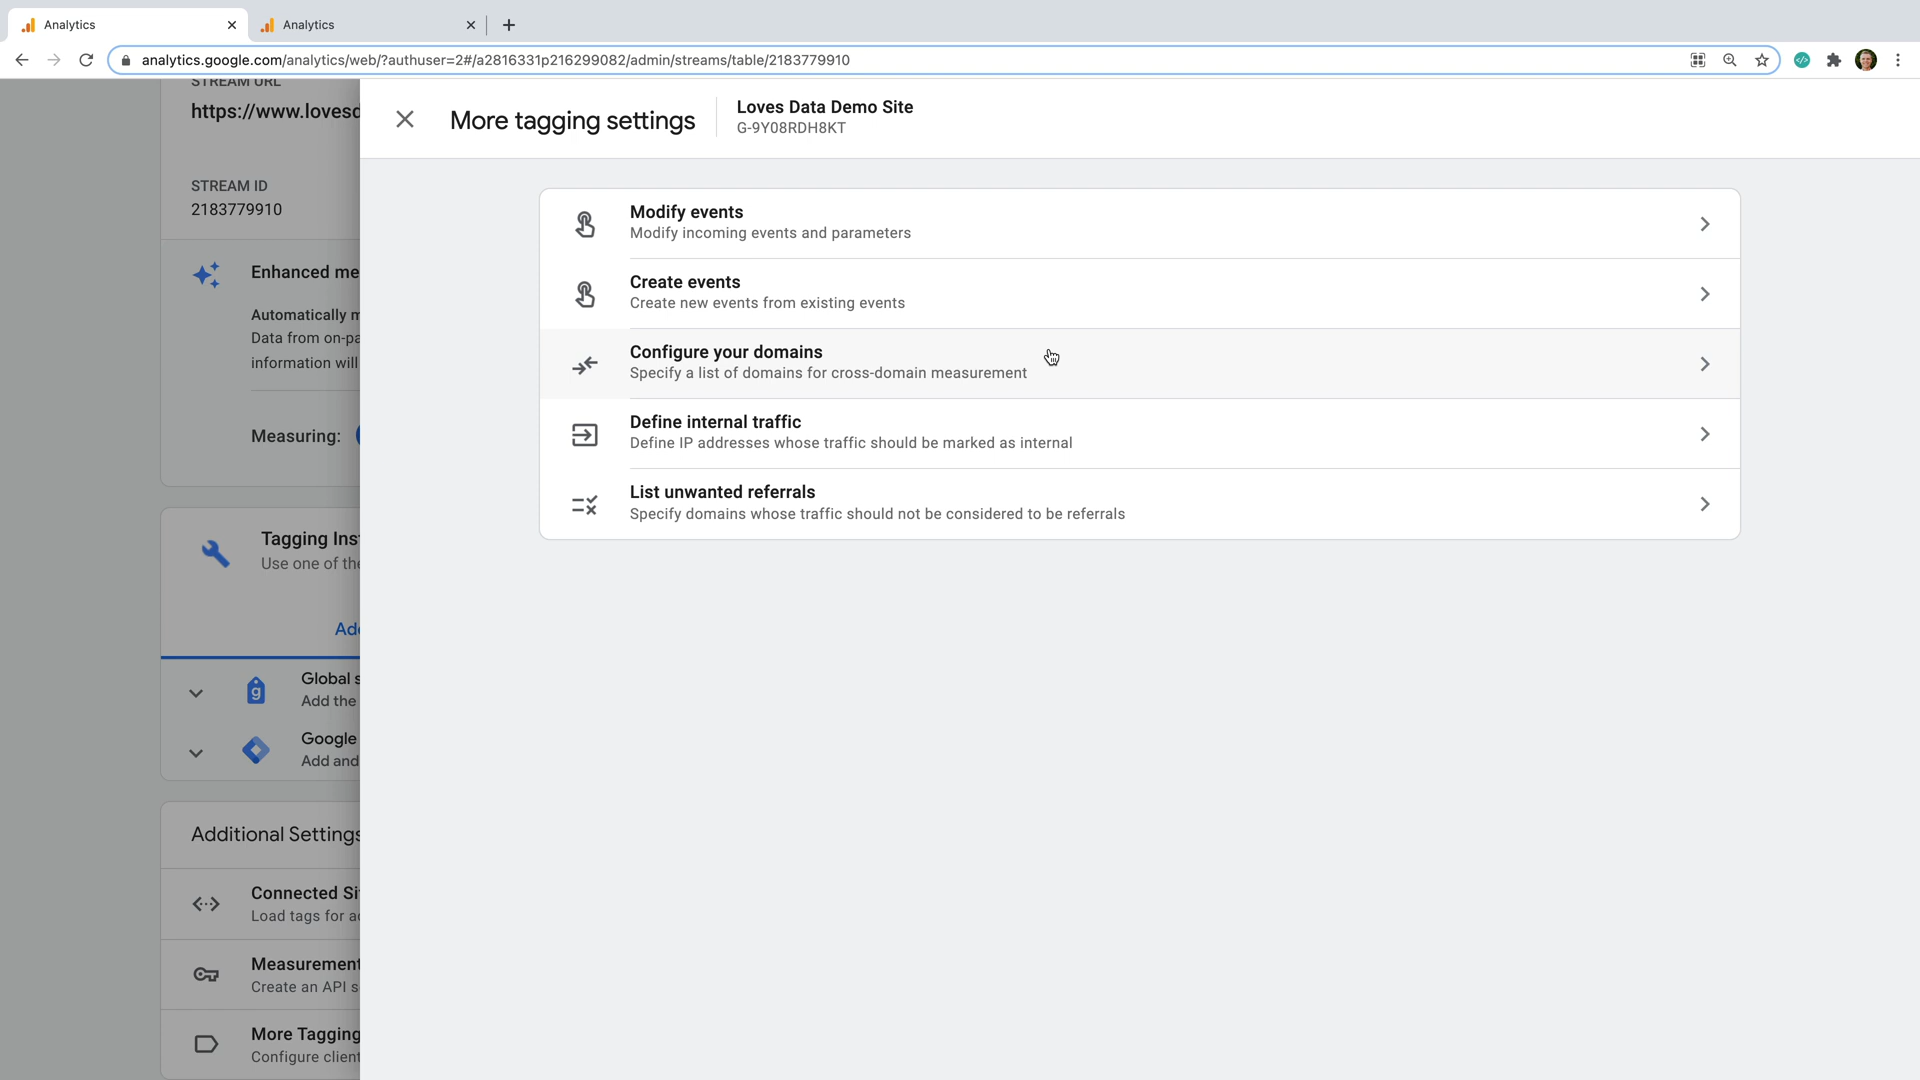 Analytics
Analytics
analytics.google.com/analytics/web/?authuser=2#/a2816331p216299082/admin/streams/table/2183779910
STREAM URL
https://www.lovesd
STREAM ID
2183779910
Enhanced me
Automatically m
Data from on-pa
information will
Measuring:
Tagging Ins
Use one of the
Add
Global s
Add the
Google
Add and
Additional Settings
Connected Si
Load tags for ad
Measurement
Create an API s
More Tagging
Configure client
More tagging settings
Loves Data Demo Site
G-9Y08RDH8KT
Modify events
Modify incoming events and parameters
Create events
Create new events from existing events
Configure your domains
Specify a list of domains for cross-domain measurement
Define internal traffic
Define IP addresses whose traffic should be marked as internal
List unwanted referrals
Specify domains whose traffic should not be considered to be referrals